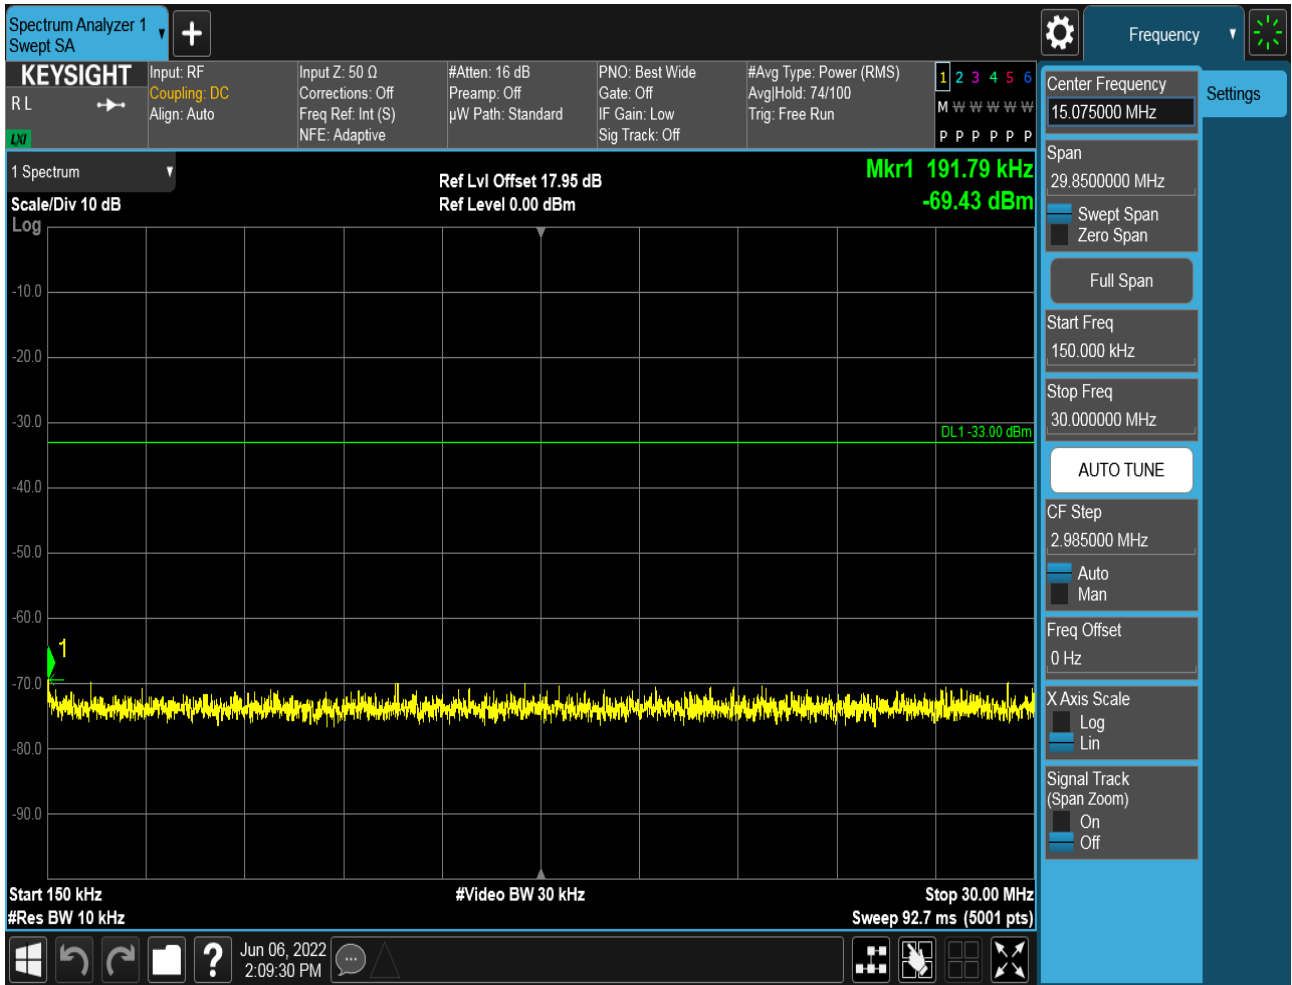 Spectrum Analyzer 1
Swept SA
Frequency
KEYSIGHT
R L
LXI
Input: RF
Coupling: DC
Align: Auto
Input Z: 50 Ω
Corrections: Off
Freq Ref: Int (S)
NFE: Adaptive
#Atten: 16 dB
Preamp: Off
µW Path: Standard
PNO: Best Wide
Gate: Off
IF Gain: Low
Sig Track: Off
#Avg Type: Power (RMS)
Avg|Hold: 74/100
Trig: Free Run
1 2 3 4 5 6
M W W W W W
P P P P P P
1 Spectrum
Scale/Div 10 dB
Log
Ref Lvl Offset 17.95 dB
Ref Level 0.00 dBm
Mkr1 191.79 kHz
-69.43 dBm
-10.0
-20.0
-30.0
DL1 -33.00 dBm
-40.0
-50.0
-60.0
1
-70.0
-80.0
-90.0
Start 150 kHz
#Video BW 30 kHz
Stop 30.00 MHz
#Res BW 10 kHz
Sweep 92.7 ms (5001 pts)
Jun 06, 2022
2:09:30 PM
Center Frequency
15.075000 MHz
Settings
Span
29.8500000 MHz
Swept Span
Zero Span
Full Span
Start Freq
150.000 kHz
Stop Freq
30.000000 MHz
AUTO TUNE
CF Step
2.985000 MHz
Auto
Man
Freq Offset
0 Hz
X Axis Scale
Log
Lin
Signal Track
(Span Zoom)
On
Off